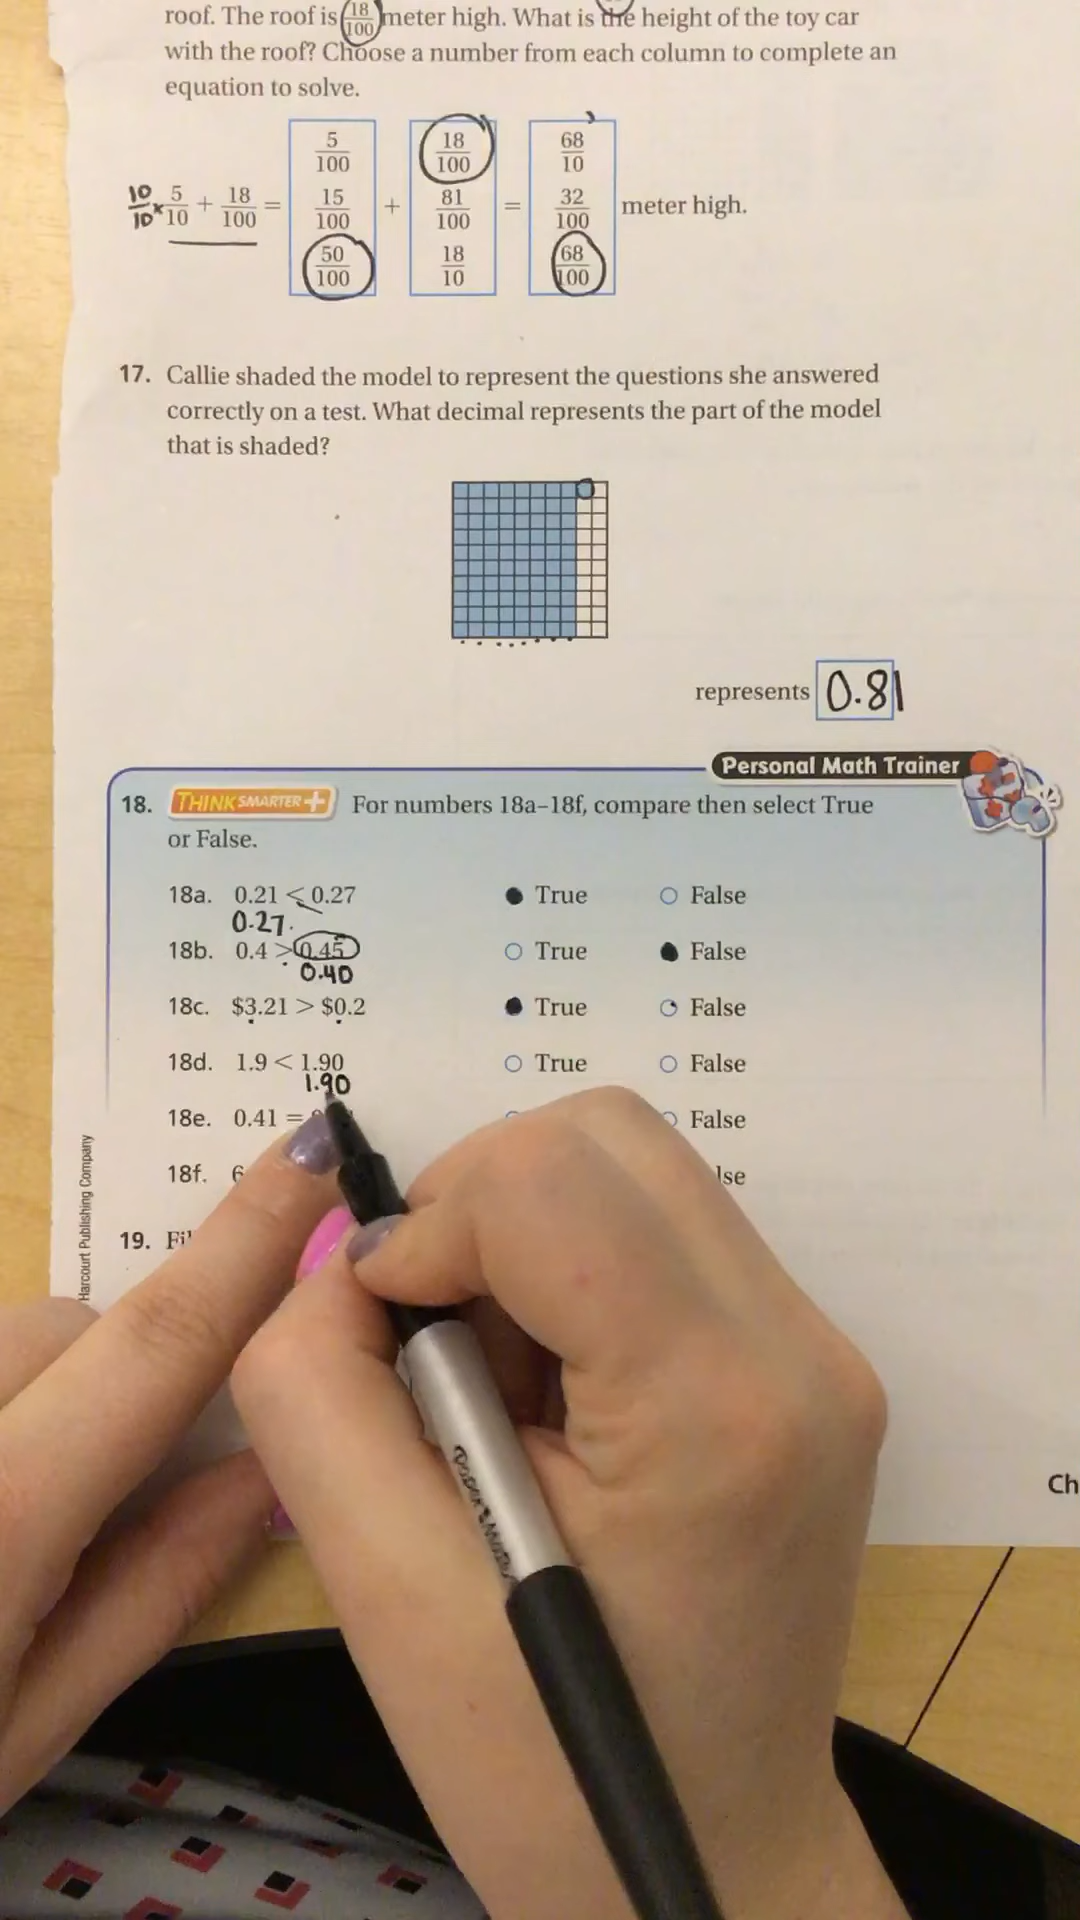 roof. The roof is 18/100 meter high. What is the height of the toy car
with the roof? Choose a number from each column to complete an
equation to solve.
10/10 × 5/10 + 18/100 = 5/100 15/100 50/100 + 18/100 81/100 18/10 = 68/10 32/100 68/100 meter high.
17. Callie shaded the model to represent the questions she answered
correctly on a test. What decimal represents the part of the model
that is shaded?
represents 0.81
Personal Math Trainer
18. THINK SMARTER + For numbers 18a–18f, compare then select True
or False.
18a. 0.21 < 0.27 True False
0.27.
18b. 0.4 > 0.45 True False
0.40
18c. $3.21 > $0.2 True False
18d. 1.9 < 1.90 True False
1.90
18e. 0.41 = False
18f. 6 lse
19. Fi
Harcourt Publishing Company
Ch